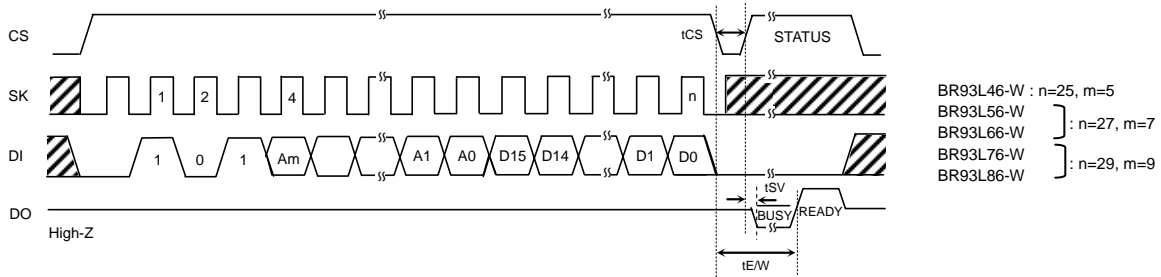 CS
tCS
STATUS
SK
1 2 4 n
DI
1 0 1 Am A1 A0 D15 D14 D1 D0
DO
High-Z
tSV
BUSY READY
tE/W
BR93L46-W : n=25, m=5
BR93L56-W
BR93L66-W
: n=27, m=7
BR93L76-W
BR93L86-W
: n=29, m=9